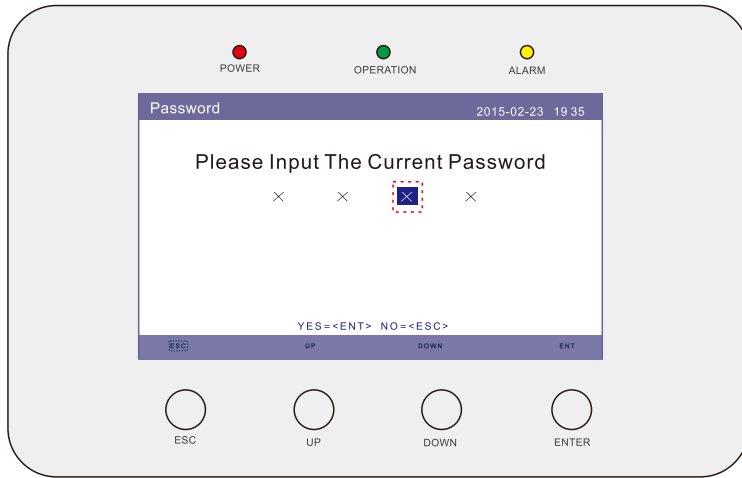 POWER OPERATION ALARM
Password 2015-02-23 19 35
Please Input The Current Password
× × × ×
YES=<ENT> NO=<ESC>
ESC UP DOWN ENT
ESC UP DOWN ENTER